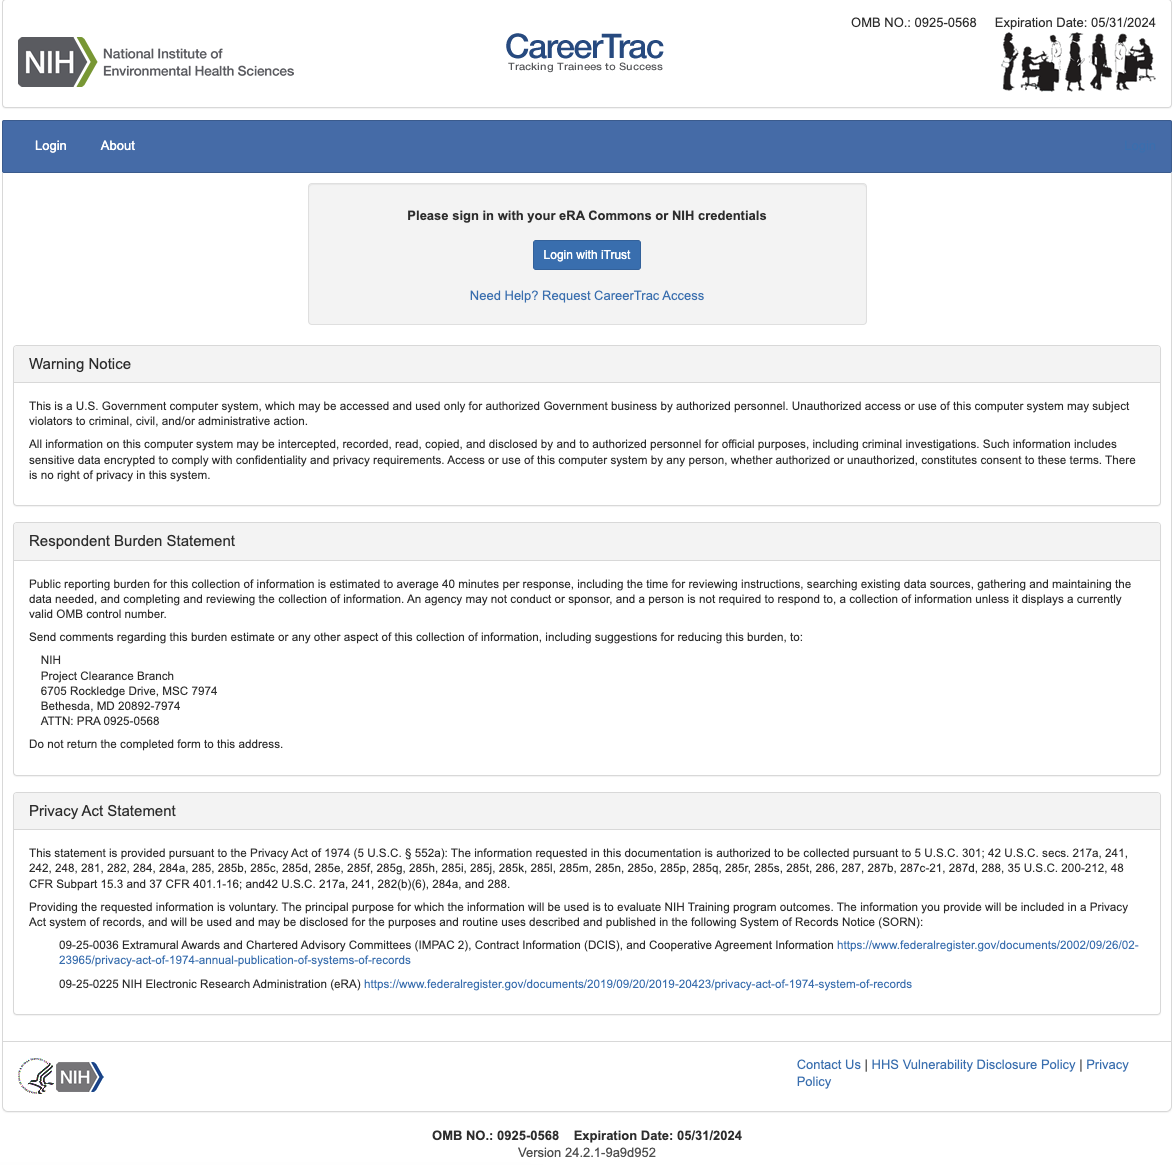 OMB NO.: 0925-0568 Expiration Date: 05/31/2024
NIH
National Institute of
Environmental Health Sciences
CareerTrac
Tracking Trainees to Success
Login About
Please sign in with your eRA Commons or NIH credentials
Login with iTrust
Need Help? Request CareerTrac Access
Warning Notice
This is a U.S. Government computer system, which may be accessed and used only for authorized Government business by authorized personnel. Unauthorized access or use of this computer system may subject
violators to criminal, civil, and/or administrative action.
All information on this computer system may be intercepted, recorded, read, copied, and disclosed by and to authorized personnel for official purposes, including criminal investigations. Such information includes
sensitive data encrypted to comply with confidentiality and privacy requirements. Access or use of this computer system by any person, whether authorized or unauthorized, constitutes consent to these terms. There
is no right of privacy in this system.
Respondent Burden Statement
Public reporting burden for this collection of information is estimated to average 40 minutes per response, including the time for reviewing instructions, searching existing data sources, gathering and maintaining the
data needed, and completing and reviewing the collection of information. An agency may not conduct or sponsor, and a person is not required to respond to, a collection of information unless it displays a currently
valid OMB control number.
Send comments regarding this burden estimate or any other aspect of this collection of information, including suggestions for reducing this burden, to:
NIH
Project Clearance Branch
6705 Rockledge Drive, MSC 7974
Bethesda, MD 20892-7974
ATTN: PRA 0925-0568
Do not return the completed form to this address.
Privacy Act Statement
This statement is provided pursuant to the Privacy Act of 1974 (5 U.S.C. § 552a): The information requested in this documentation is authorized to be collected pursuant to 5 U.S.C. 301; 42 U.S.C. secs. 217a, 241,
242, 248, 281, 282, 284, 284a, 285, 285b, 285c, 285d, 285e, 285f, 285g, 285h, 285i, 285j, 285k, 285l, 285m, 285n, 285o, 285p, 285q, 285r, 285s, 285t, 286, 287, 287b, 287c-21, 287d, 288, 35 U.S.C. 200-212, 48
CFR Subpart 15.3 and 37 CFR 401.1-16; and42 U.S.C. 217a, 241, 282(b)(6), 284a, and 288.
Providing the requested information is voluntary. The principal purpose for which the information will be used is to evaluate NIH Training program outcomes. The information you provide will be included in a Privacy
Act system of records, and will be used and may be disclosed for the purposes and routine uses described and published in the following System of Records Notice (SORN):
09-25-0036 Extramural Awards and Chartered Advisory Committees (IMPAC 2), Contract Information (DCIS), and Cooperative Agreement Information https://www.federalregister.gov/documents/2002/09/26/02-
23965/privacy-act-of-1974-annual-publication-of-systems-of-records
09-25-0225 NIH Electronic Research Administration (eRA) https://www.federalregister.gov/documents/2019/09/20/2019-20423/privacy-act-of-1974-system-of-records
NIH
Contact Us | HHS Vulnerability Disclosure Policy | Privacy
Policy
OMB NO.: 0925-0568 Expiration Date: 05/31/2024
Version 24.2.1-9a9d952